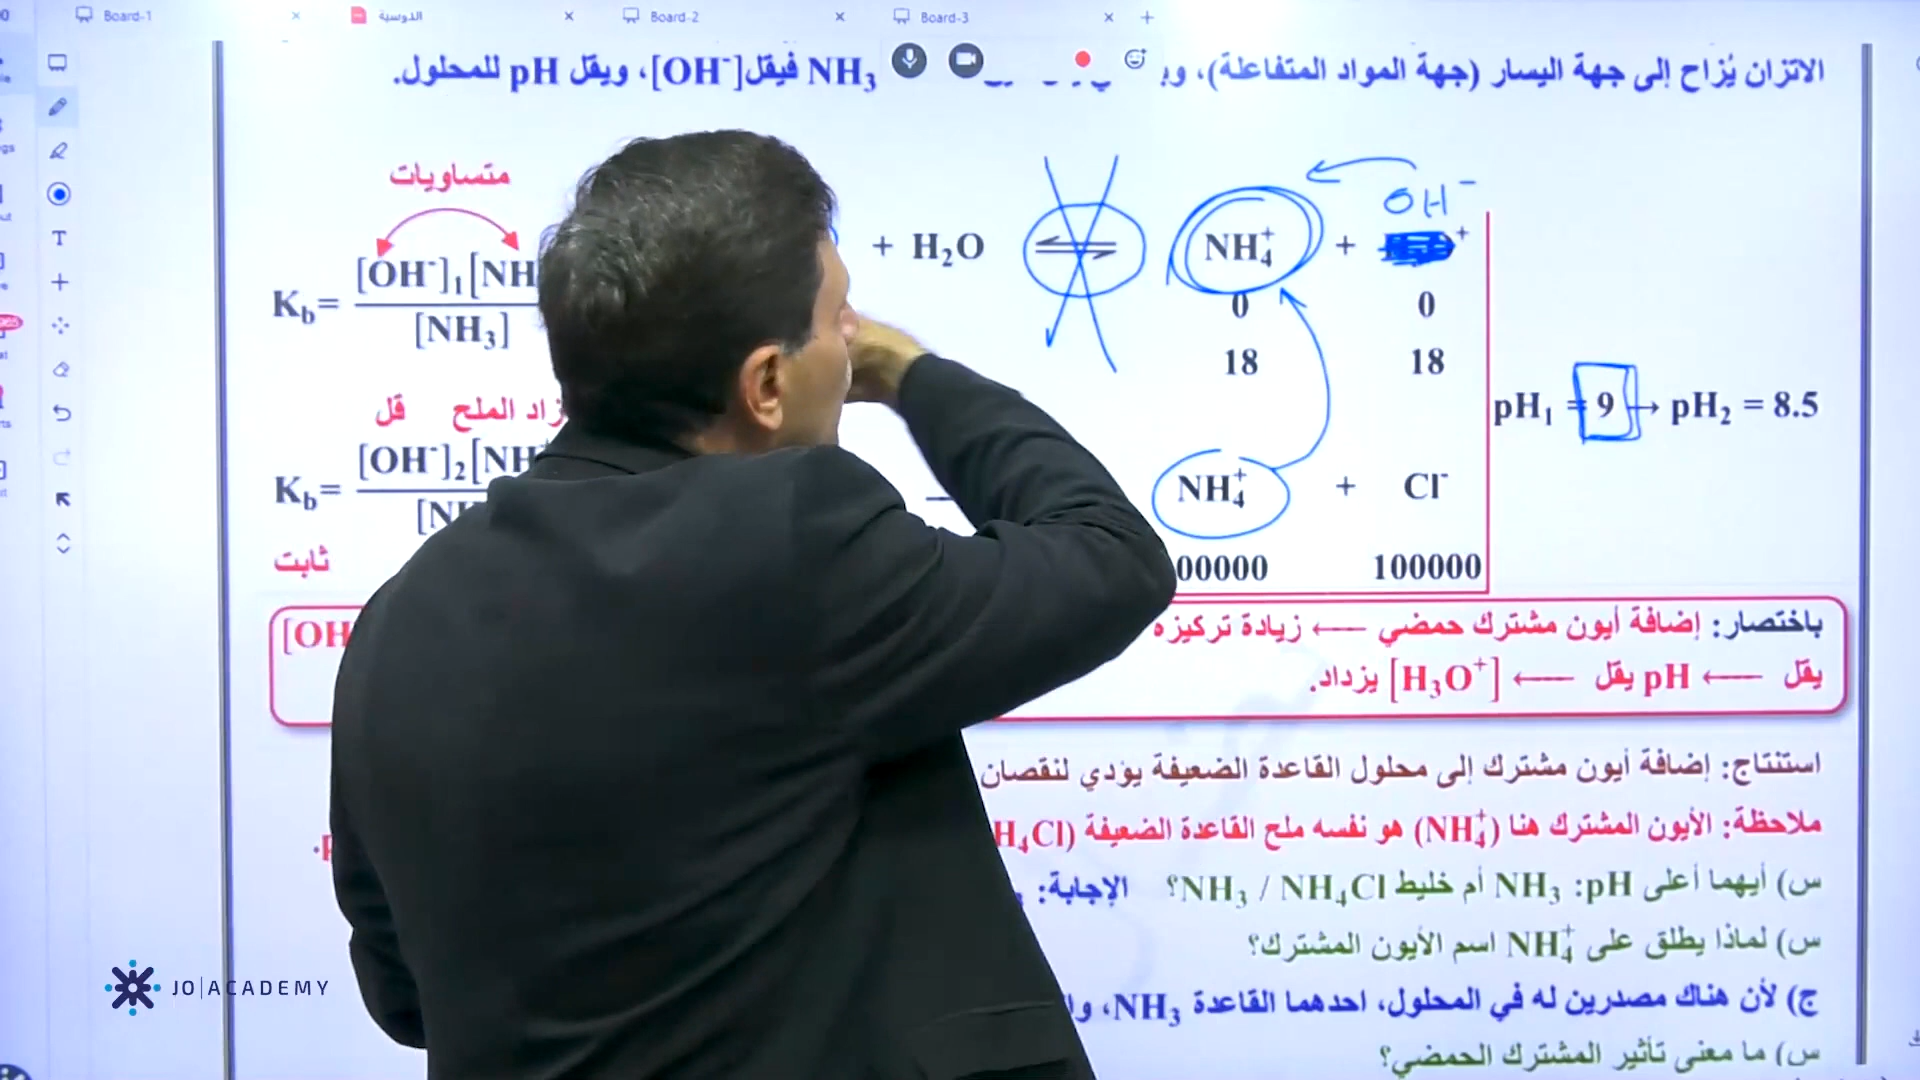 Board-1 الدوسية Board-2 Board-3
الاتزان يُزاح إلى جهة اليسار (جهة المواد المتفاعلة)، NH₃ فيقل[OH⁻]، ويقل pH للمحلول.
متساويات
OH⁻
+ H₂O ⇌ NH₄⁺ + ⁺
Kb= [OH⁻]₁[NH
[NH₃]
0 0
18 18
زاد الملح قل
pH₁ = 9 → pH₂ = 8.5
Kb= [OH⁻]₂[NH
NH₄⁺ + Cl⁻
ثابت
00000 100000
باختصار: إضافة أيون مشترك حمضي ← زيادة تركيزه [OH
يقل ← pH يقل ← [H₃O⁺] يزداد.
استنتاج: إضافة أيون مشترك إلى محلول القاعدة الضعيفة يؤدي لنقصان
ملاحظة: الأيون المشترك هنا (NH₄⁺) هو نفسه ملح القاعدة الضعيفة (H₄Cl
س) أيهما أعلى pH: NH₃ أم خليط NH₃ / NH₄Cl؟ الإجابة:
س) لماذا يطلق على NH₄⁺ اسم الأيون المشترك؟
ج) لأن هناك مصدرين له في المحلول، احدهما القاعدة NH₃،
س) ما معنى تأثير المشترك الحمضي؟
JO|ACADEMY